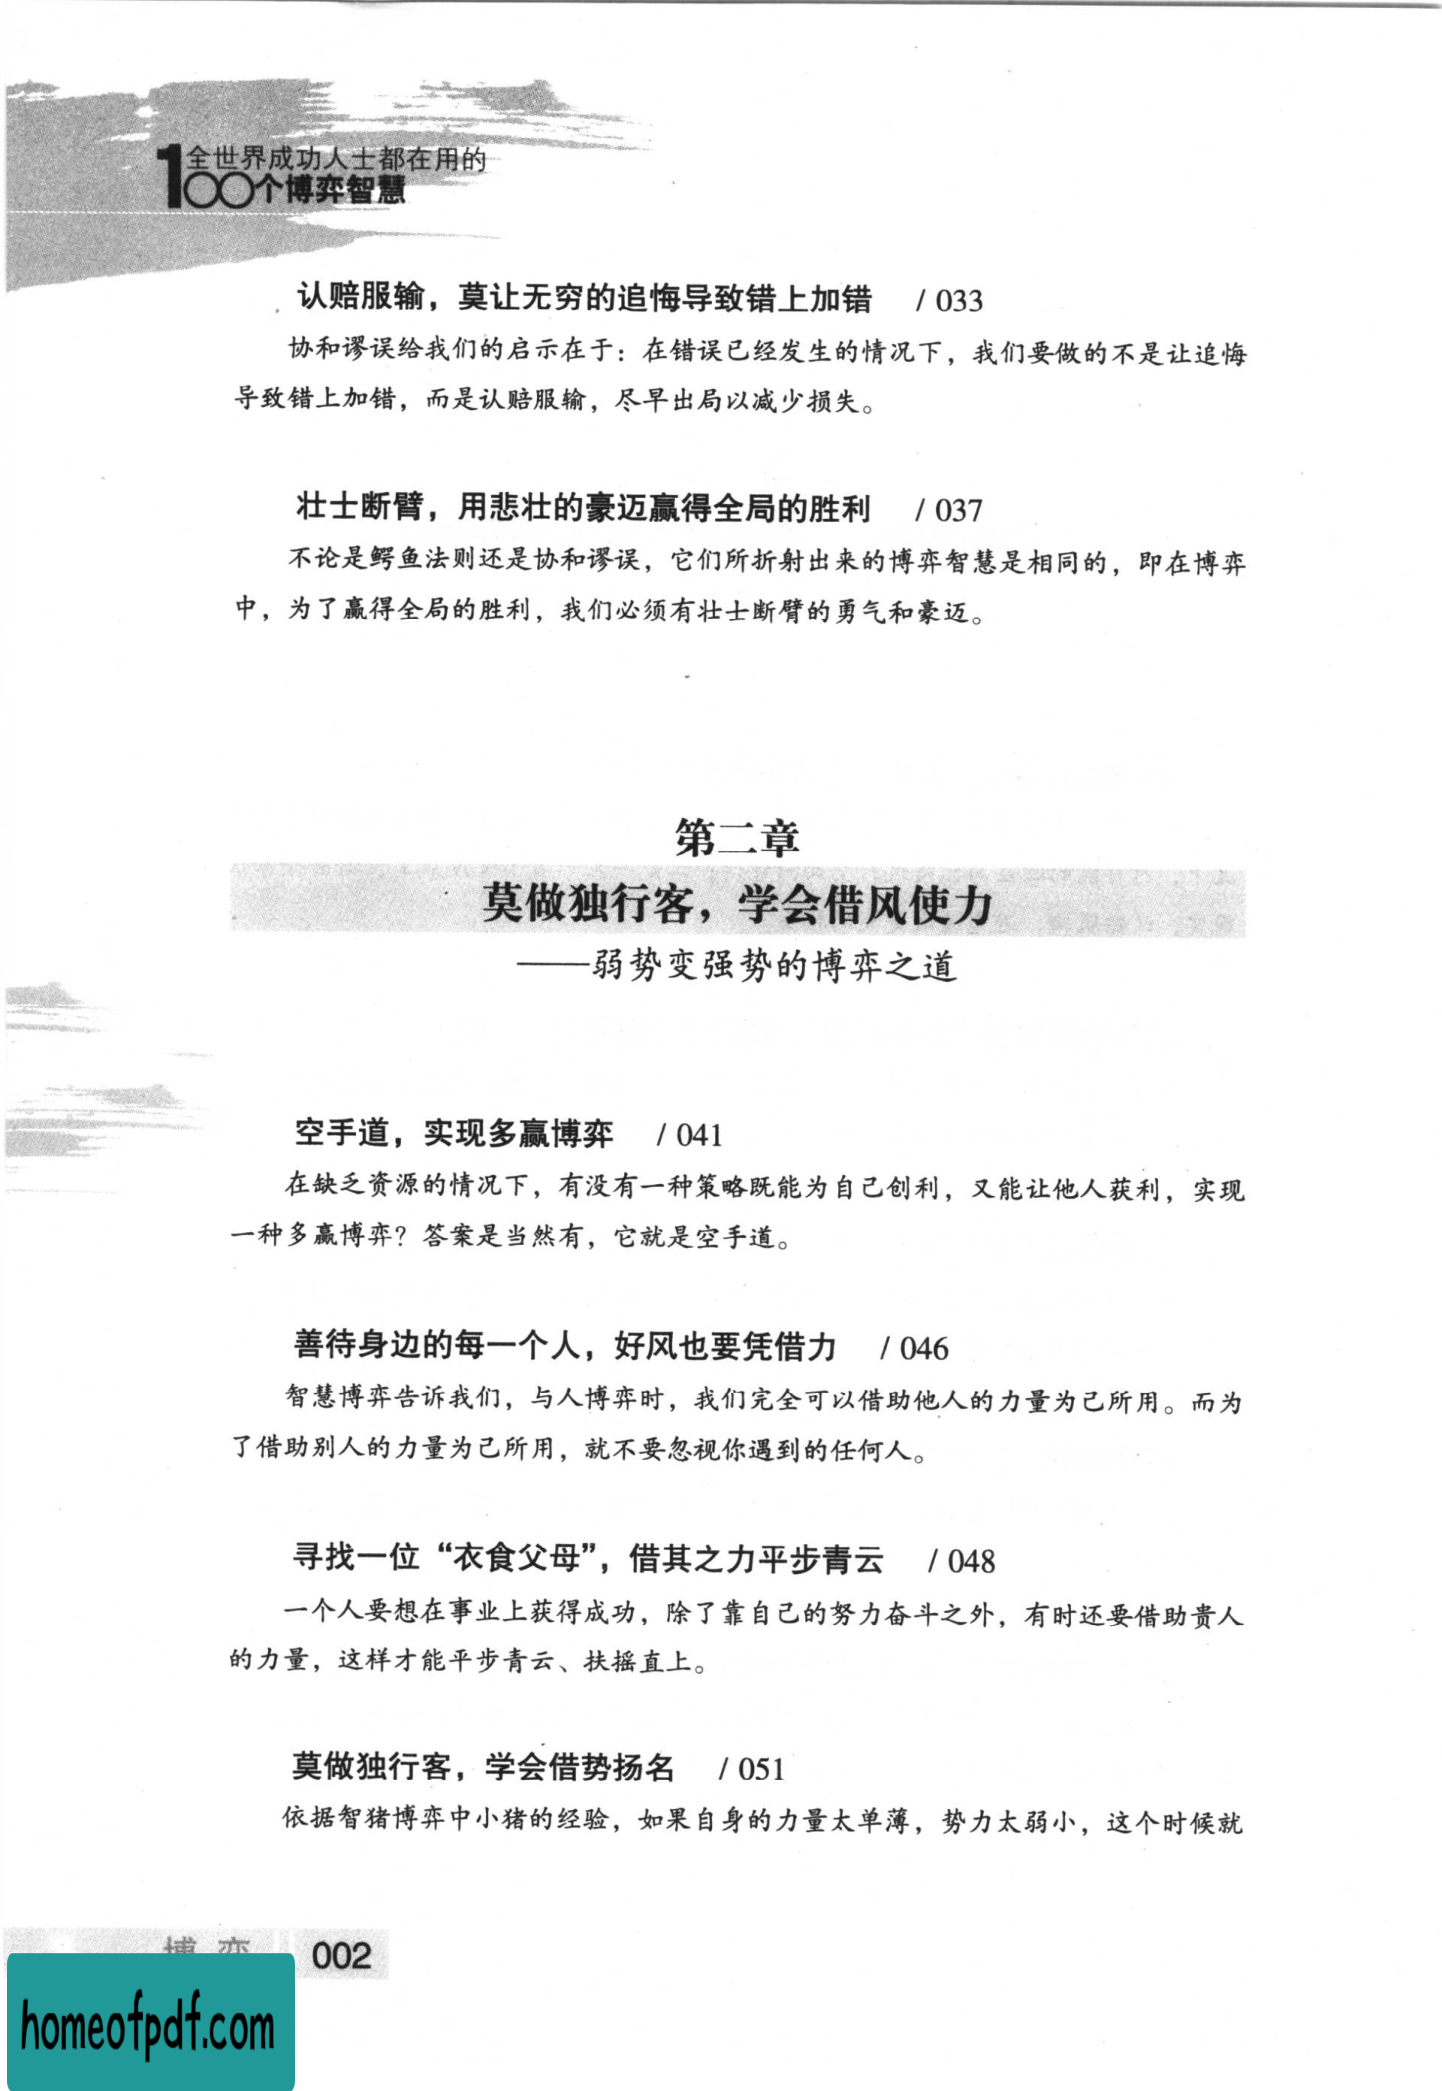 全世界成功人士都在用的
100个博弈智慧
认赔服输，莫让无穷的追悔导致错上加错 / 033
协和谬误给我们的启示在于：在错误已经发生的情况下，我们要做的不是让追悔
导致错上加错，而是认赔服输，尽早出局以减少损失。
壮士断臂，用悲壮的豪迈赢得全局的胜利 / 037
不论是鳄鱼法则还是协和谬误，它们所折射出来的博弈智慧是相同的，即在博弈
中，为了赢得全局的胜利，我们必须有壮士断臂的勇气和豪迈。
第二章
莫做独行客，学会借风使力
——弱势变强势的博弈之道
空手道，实现多赢博弈 / 041
在缺乏资源的情况下，有没有一种策略既能为自己创利，又能让他人获利，实现
一种多赢博弈？答案是当然有，它就是空手道。
善待身边的每一个人，好风也要凭借力 / 046
智慧博弈告诉我们，与人博弈时，我们完全可以借助他人的力量为己所用。而为
了借助别人的力量为己所用，就不要忽视你遇到的任何人。
寻找一位“衣食父母”，借其之力平步青云 / 048
一个人要想在事业上获得成功，除了靠自己的努力奋斗之外，有时还要借助贵人
的力量，这样才能平步青云、扶摇直上。
莫做独行客，学会借势扬名 / 051
依据智猪博弈中小猪的经验，如果自身的力量太单薄，势力太弱小，这个时候就
博弈 002
homeofpdf.com